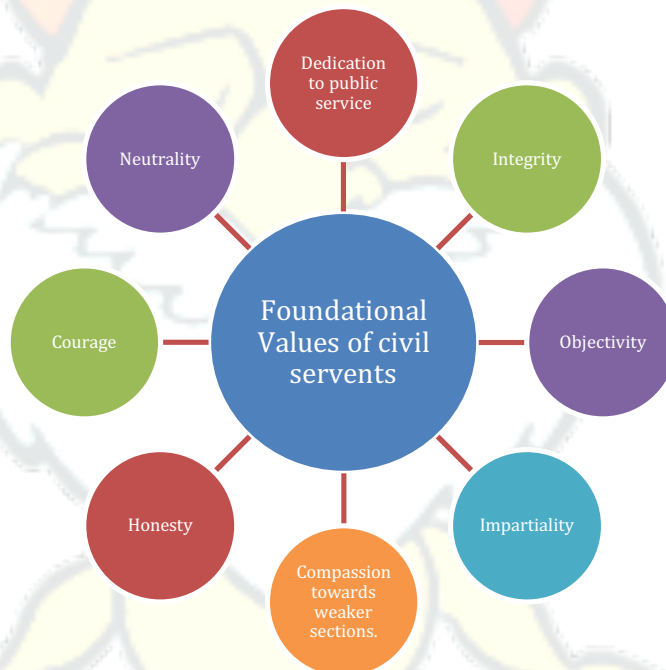 Dedication
to public
service
Integrity
Objectivity
Impartiality
Compassion
towards
weaker
sections.
Honesty
Courage
Neutrality
Foundational
Values of civil
servents